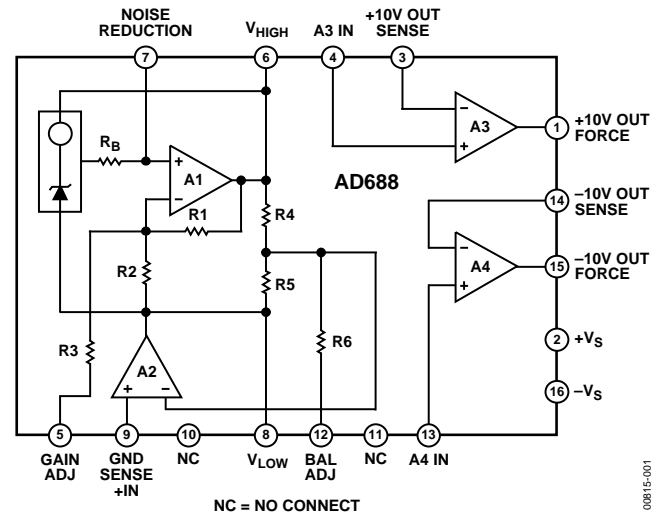 NOISE
REDUCTION
VHIGH
A3 IN
+10V OUT
SENSE
7
6
4
3
RB
+
–
A1
R1
R2
R3
R4
R5
R6
A2
+
–
AD688
–
+
A3
1
+10V OUT
FORCE
14
–10V OUT
SENSE
–
+
A4
15
–10V OUT
FORCE
2
+VS
16
–VS
5
9
10
8
12
11
13
GAIN
ADJ
GND
SENSE
+IN
NC
VLOW
BAL
ADJ
NC
A4 IN
NC = NO CONNECT
00815-001